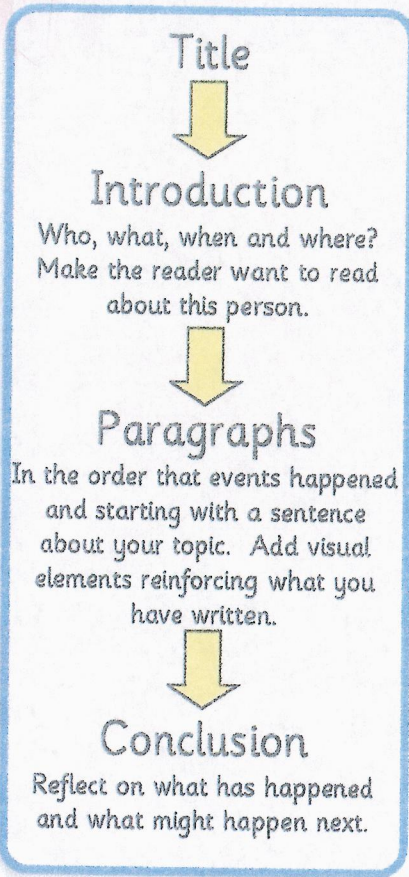 Title
Introduction
Who, what, when and where?
Make the reader want to read
about this person.
Paragraphs
In the order that events happened
and starting with a sentence
about your topic. Add visual
elements reinforcing what you
have written.
Conclusion
Reflect on what has happened
and what might happen next.